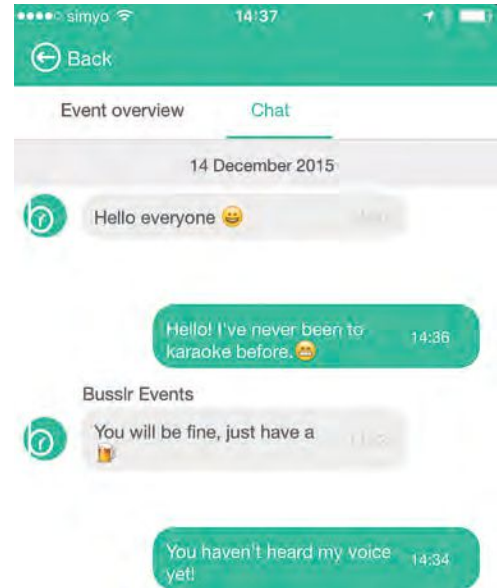 simyo 14:37
Back
Event overview Chat
14 December 2015
Hello everyone 😀
Hello! I've never been to 14:36
karaoke before.😁
Busslr Events
You will be fine, just have a
🍺
You haven't heard my voice 14:34
yet!